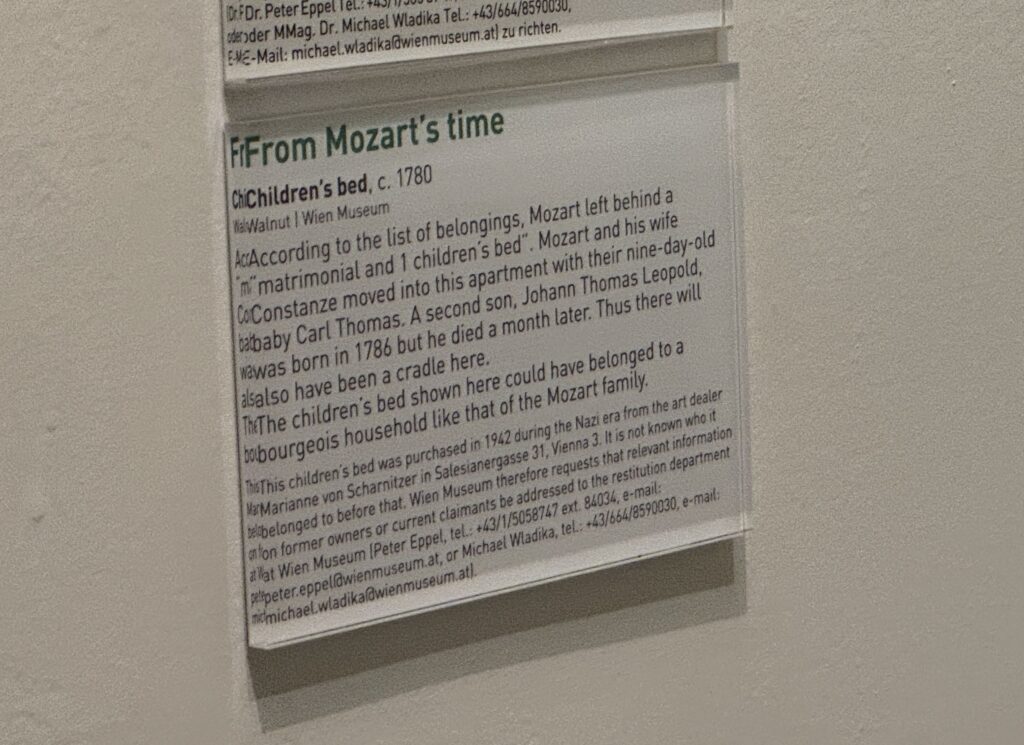 Dr. Peter Eppel Tel.: +43/1/505
oder MMag. Dr. Michael Wladika Tel.: +43/664/8590030,
E-Mail: michael.wladika@wienmuseum.at) zu richten.
From Mozart's time
Children's bed, c. 1780
Walnut | Wien Museum
According to the list of belongings, Mozart left behind a
"matrimonial and 1 children's bed". Mozart and his wife
Constanze moved into this apartment with their nine-day-old
baby Carl Thomas. A second son, Johann Thomas Leopold,
was born in 1786 but he died a month later. Thus there will
also have been a cradle here.
The children's bed shown here could have belonged to a
bourgeois household like that of the Mozart family.
This children's bed was purchased in 1942 during the Nazi era from the art dealer
Marianne von Scharnitzer in Salesianergasse 31, Vienna 3. It is not known who it
belonged to before that. Wien Museum therefore requests that relevant information
on former owners or current claimants be addressed to the restitution department
at Wien Museum (Peter Eppel, tel.: +43/1/5058747 ext. 84034, e-mail:
peter.eppel@wienmuseum.at, or Michael Wladika, tel.: +43/664/8590030, e-mail:
michael.wladika@wienmuseum.at).